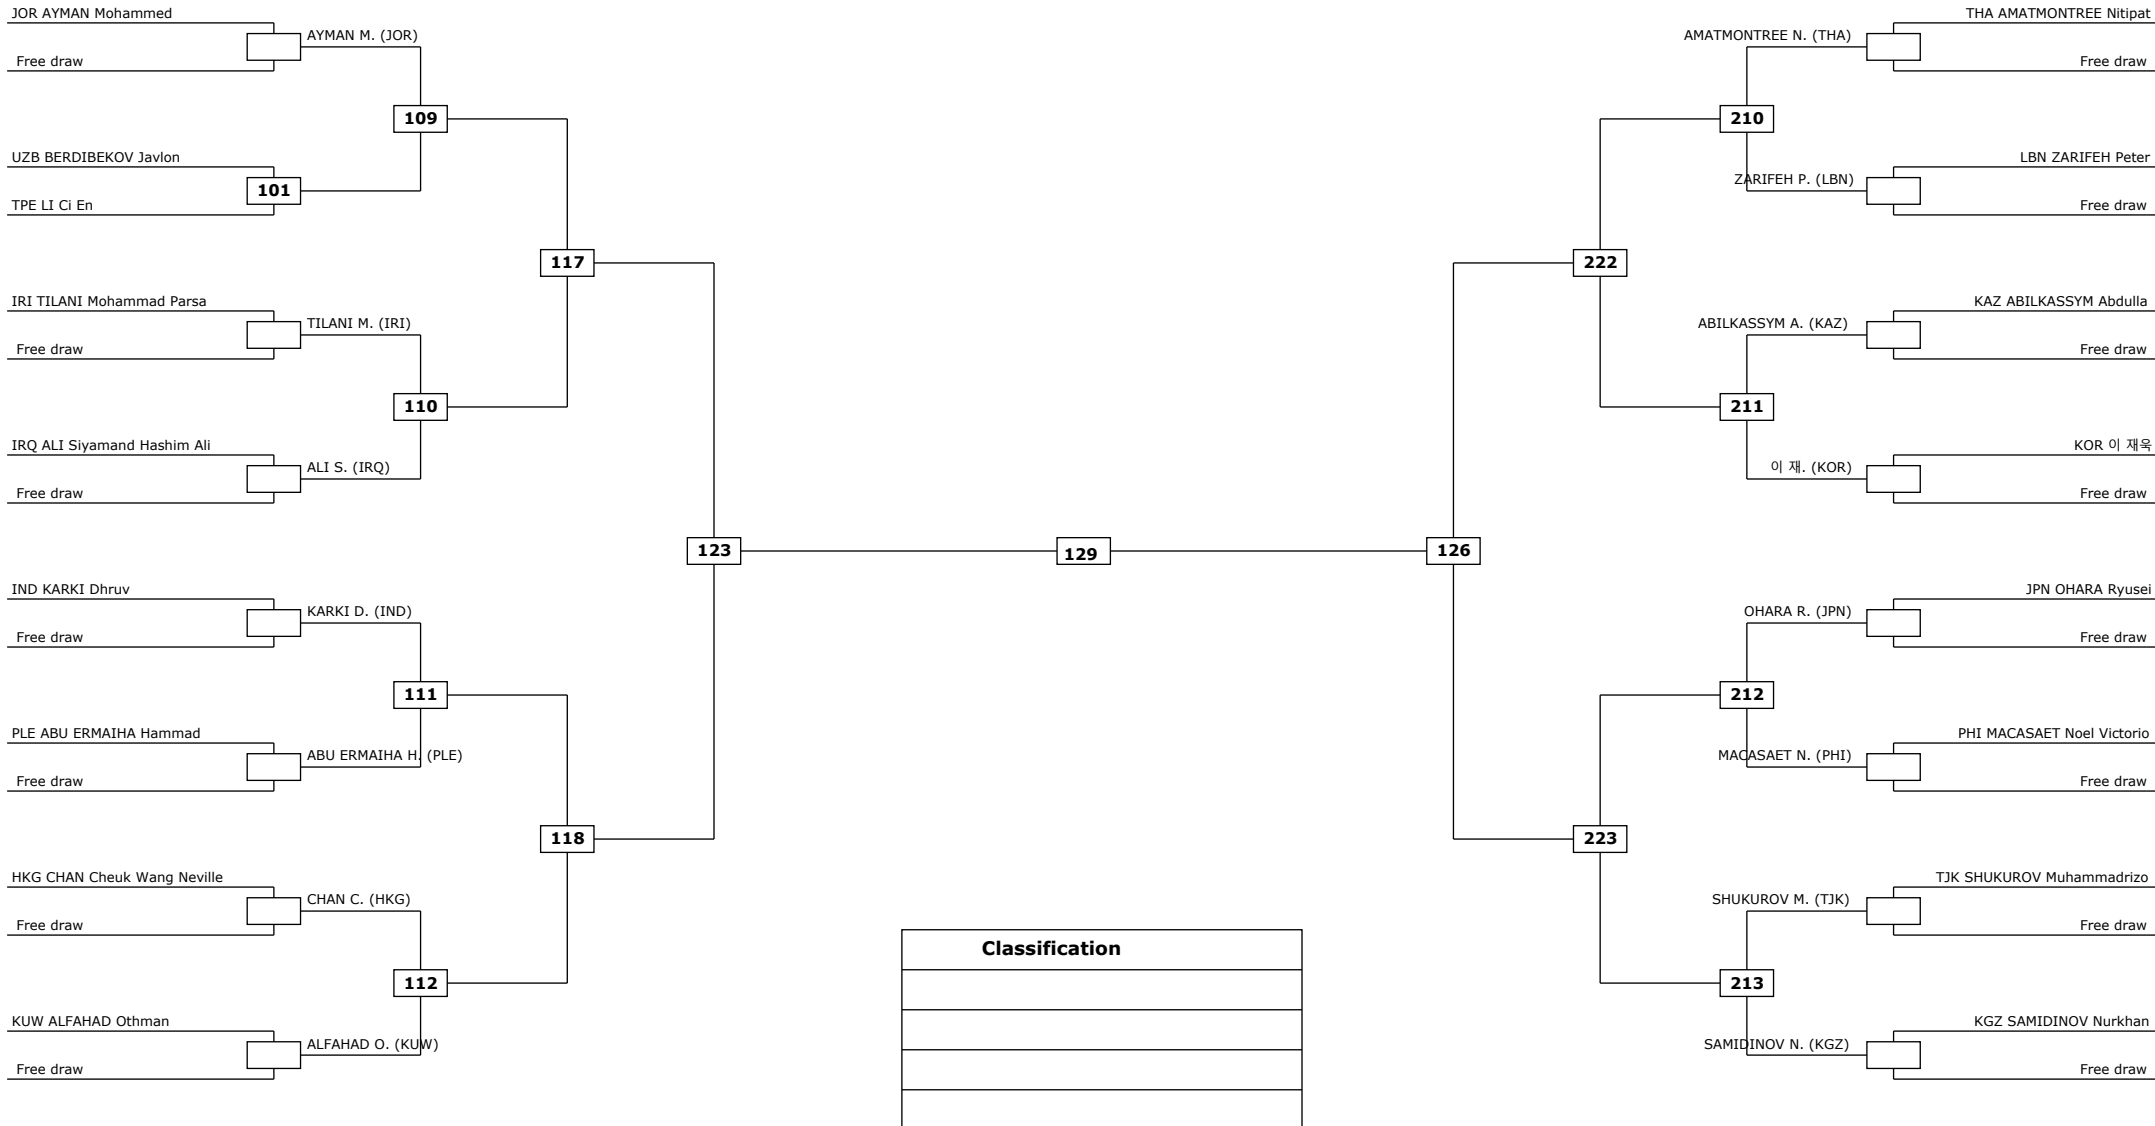 JOR AYMAN Mohammed
AYMAN M. (JOR)
Free draw
109
UZB BERDIBEKOV Javlon
101
TPE LI Ci En
117
IRI TILANI Mohammad Parsa
TILANI M. (IRI)
Free draw
110
IRQ ALI Siyamand Hashim Ali
ALI S. (IRQ)
Free draw
123
IND KARKI Dhruv
KARKI D. (IND)
Free draw
111
PLE ABU ERMAIHA Hammad
ABU ERMAIHA H. (PLE)
Free draw
118
HKG CHAN Cheuk Wang Neville
CHAN C. (HKG)
Free draw
112
KUW ALFAHAD Othman
ALFAHAD O. (KUW)
Free draw
129
THA AMATMONTREE Nitipat
AMATMONTREE N. (THA)
Free draw
210
LBN ZARIFEH Peter
ZARIFEH P. (LBN)
Free draw
222
KAZ ABILKASSYM Abdulla
ABILKASSYM A. (KAZ)
Free draw
211
KOR 이 재욱
이 재. (KOR)
Free draw
126
JPN OHARA Ryusei
OHARA R. (JPN)
Free draw
212
PHI MACASAET Noel Victorio
MACASAET N. (PHI)
Free draw
223
TJK SHUKUROV Muhammadrizo
SHUKUROV M. (TJK)
Free draw
213
KGZ SAMIDINOV Nurkhan
SAMIDINOV N. (KGZ)
Free draw
Classification